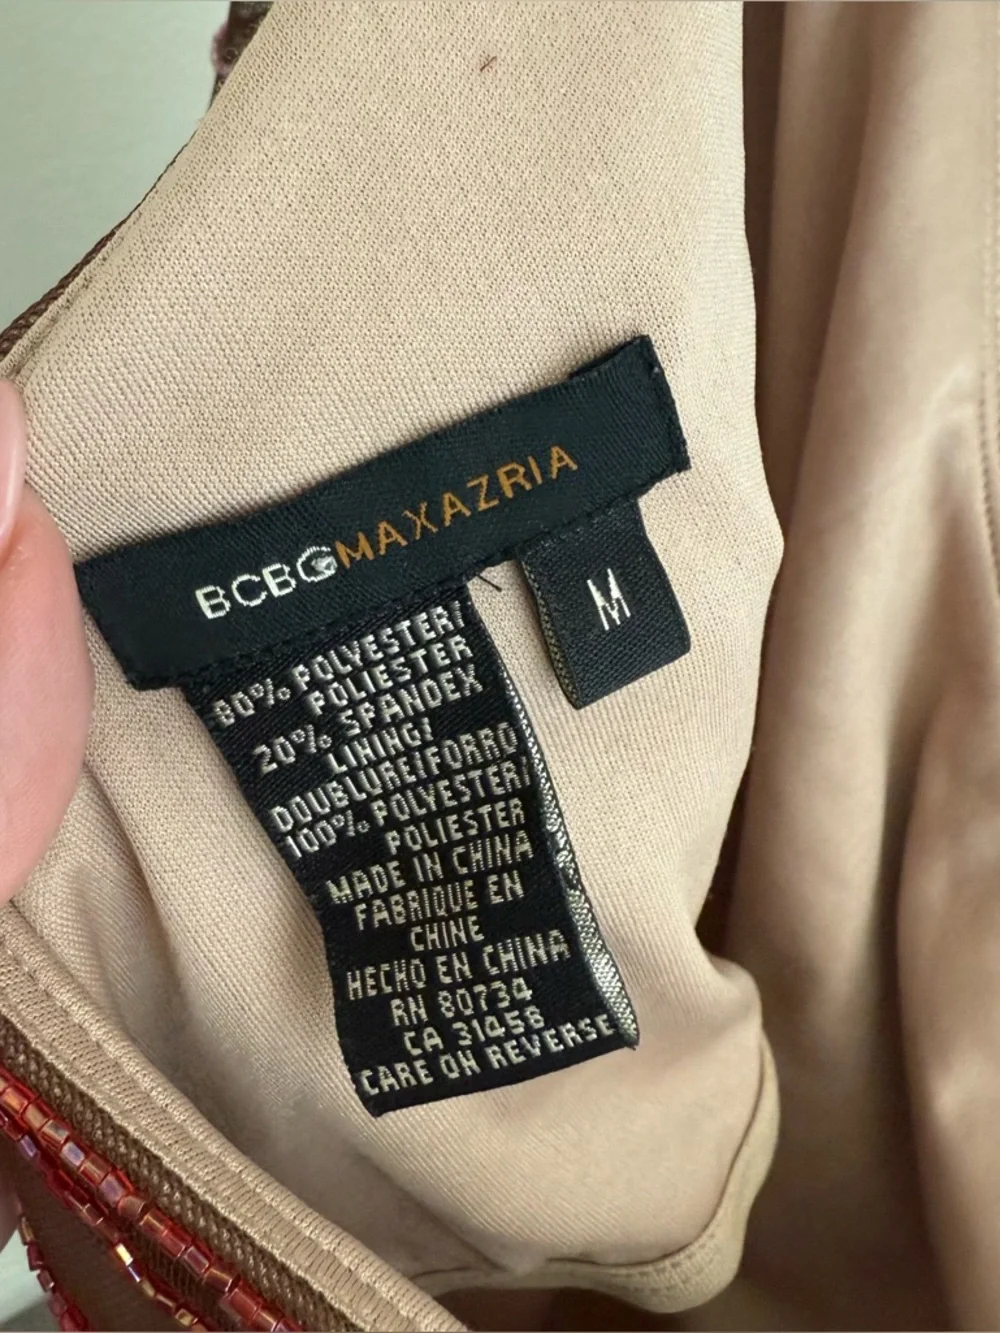 BCBGMAXAZRIA
M
80% POLYESTER/
POLIESTER
20% SPANDEX
LINING/
DOUBLURE/FORRO
100% POLYESTER/
POLIESTER
MADE IN CHINA
FABRIQUE EN
CHINE
HECHO EN CHINA
RN 80734
CA 31458
CARE ON REVERSE